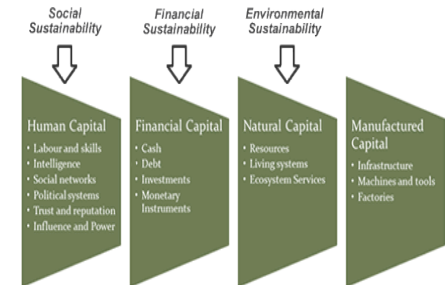 Social
Sustainability
Financial
Sustainability
Environmental
Sustainability
Human Capital
• Labour and skills
• Intelligence
• Social networks
• Political systems
• Trust and reputation
• Influence and Power
Financial Capital
• Cash
• Debt
• Investments
• Monetary
Instruments
Natural Capital
• Resources
• Living systems
• Ecosystem Services
Manufactured
Capital
• Infrastructure
• Machines and tools
• Factories